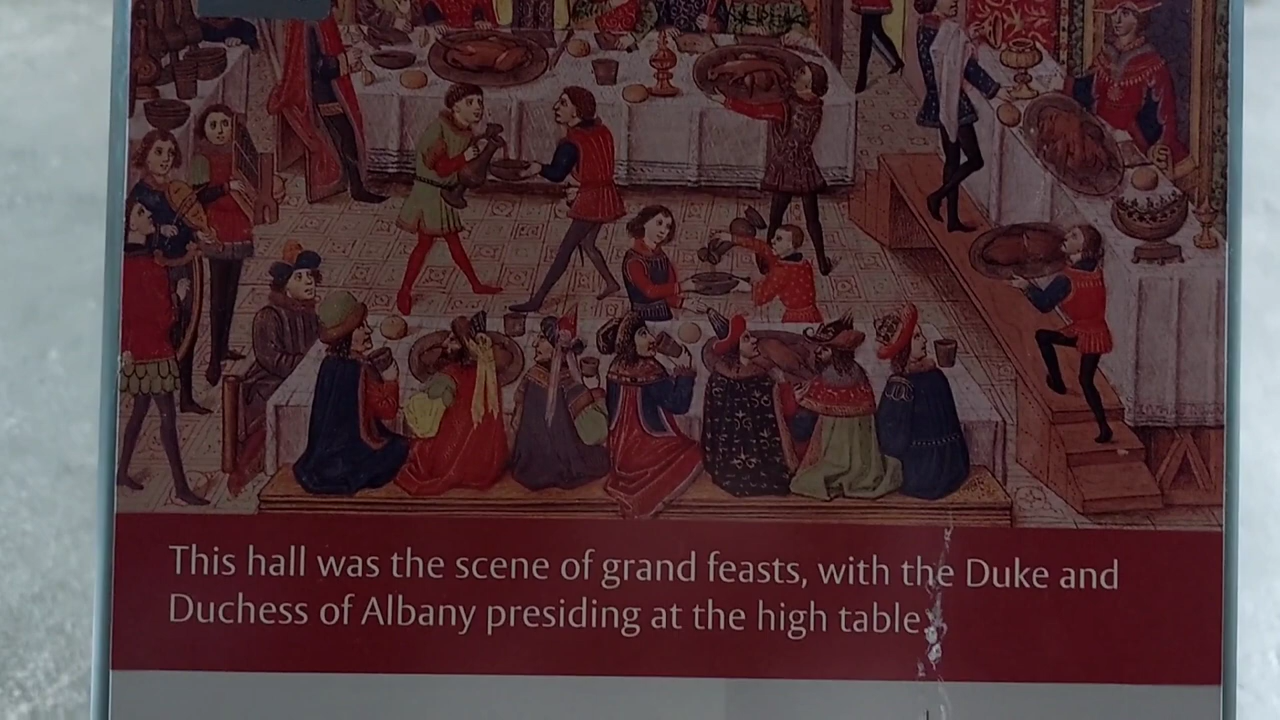 This hall was the scene of grand feasts, with the Duke and
Duchess of Albany presiding at the high table.